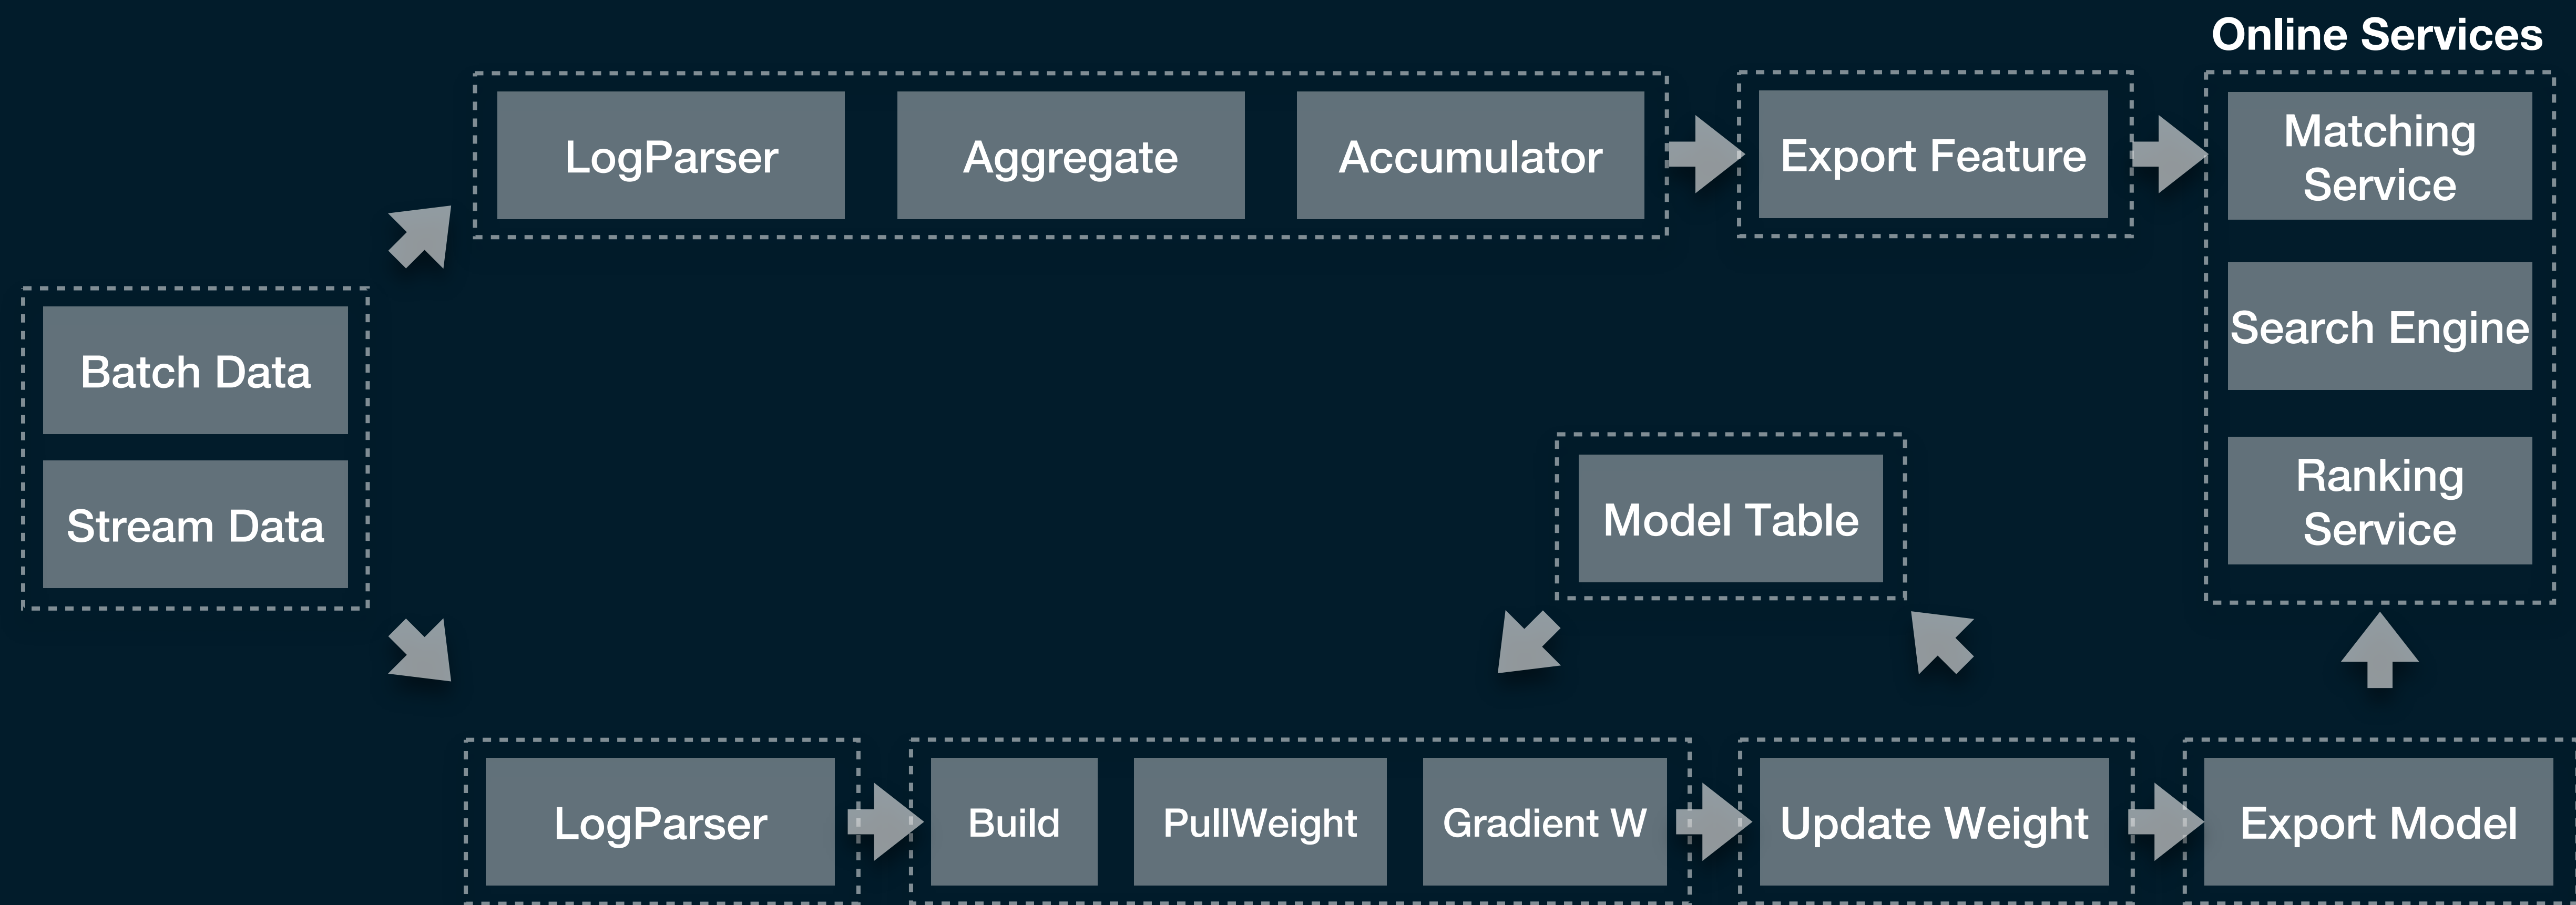 Online Services
LogParser
Aggregate
Accumulator
Export Feature
Matching
Service
Search Engine
Ranking
Service
Batch Data
Stream Data
Model Table
LogParser
Build
PullWeight
Gradient W
Update Weight
Export Model